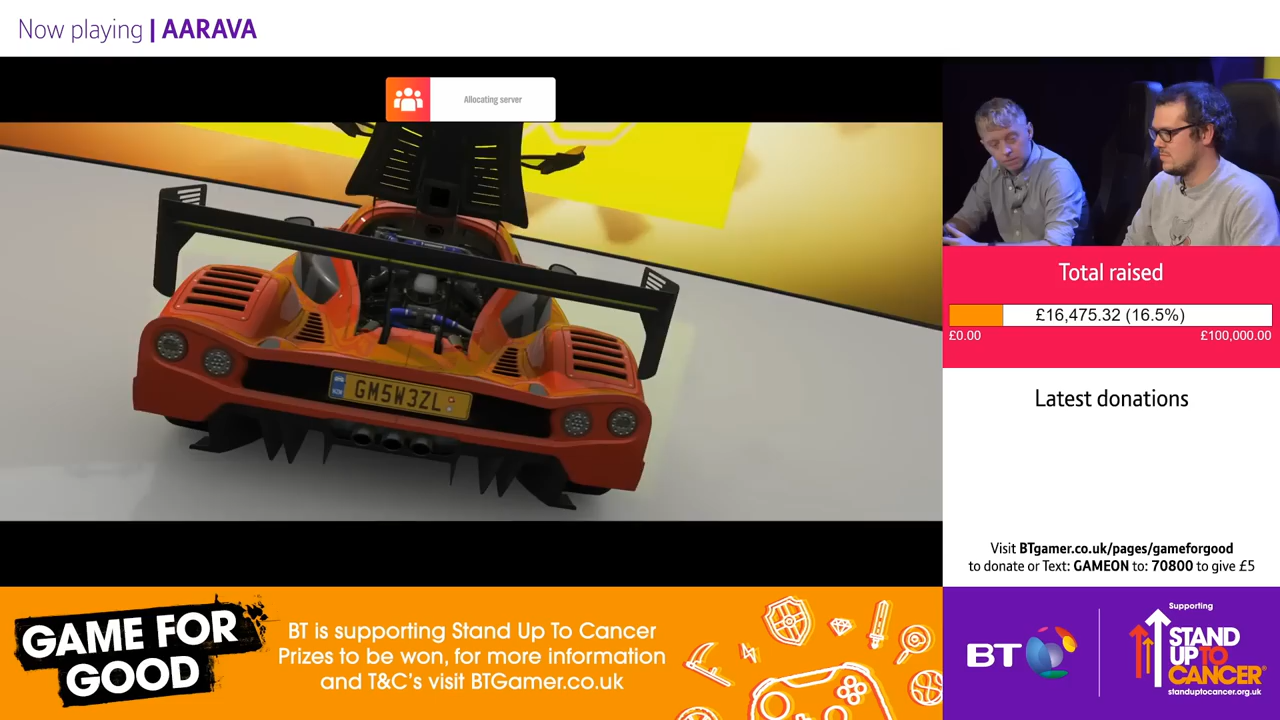 Now playing | AARAVA
Allocating server
GM5W3ZL
Total raised
£16,475.32 (16.5%)
£0.00
£100,000.00
Latest donations
Visit BTgamer.co.uk/pages/gameforgood
to donate or Text: GAMEON to: 70800 to give £5
GAME FOR
GOOD
BT is supporting Stand Up To Cancer
Prizes to be won, for more information
and T&C's visit BTGamer.co.uk
BT
Supporting
STAND
UP TO
CANCER
standuptocancer.org.uk